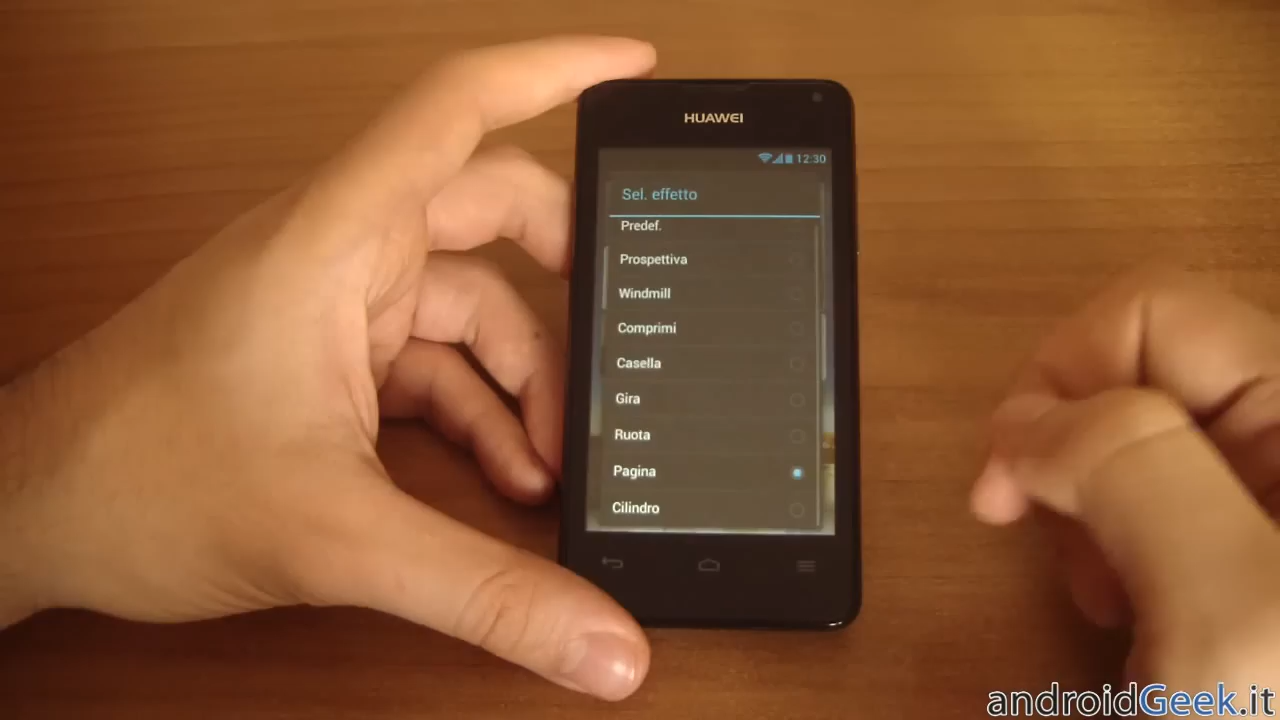 HUAWEI
12:30
Sel. effetto
Predef.
Prospettiva
Windmill
Comprimi
Casella
Gira
Ruota
Pagina
Cilindro
androidGeek.it